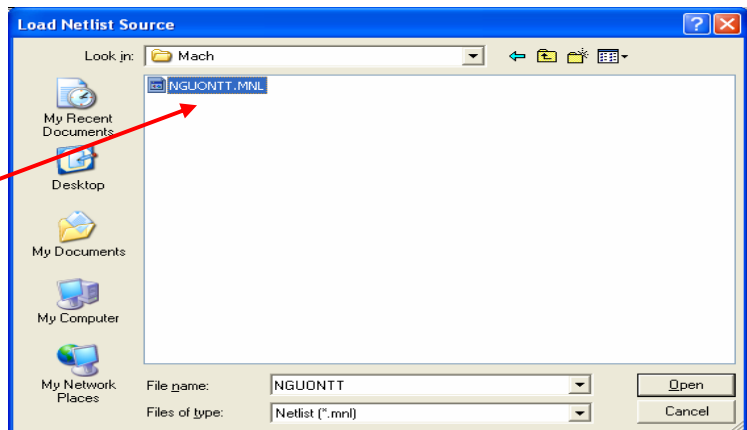 Load Netlist Source
Look in: Mach
NGUONTT.MNL
My Recent
Documents
Desktop
My Documents
My Computer
My Network
Places
File name: NGUONTT Open
Files of type: Netlist (*.mnl) Cancel